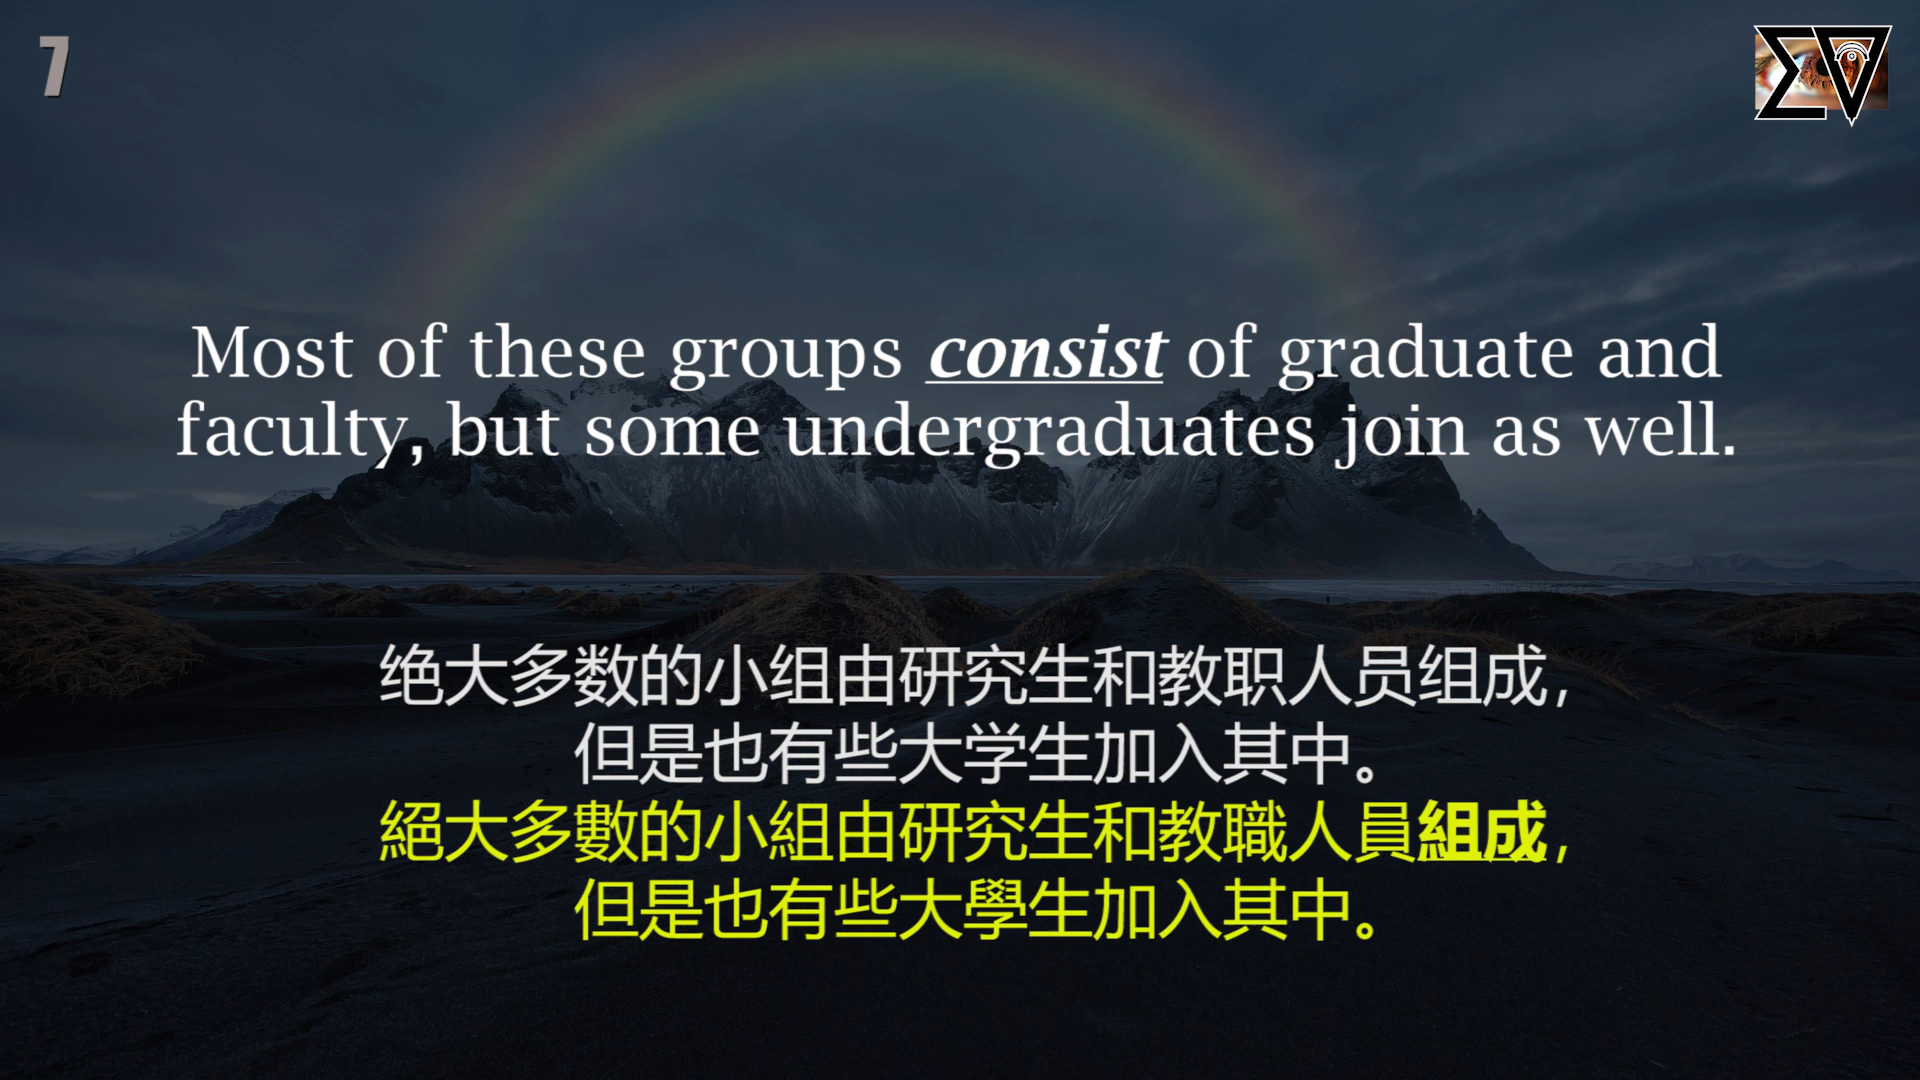 7
Most of these groups consist of graduate and
faculty, but some undergraduates join as well.
绝大多数的小组由研究生和教职人员组成，
但是也有些大学生加入其中。
絕大多數的小組由研究生和教職人員組成，
但是也有些大學生加入其中。